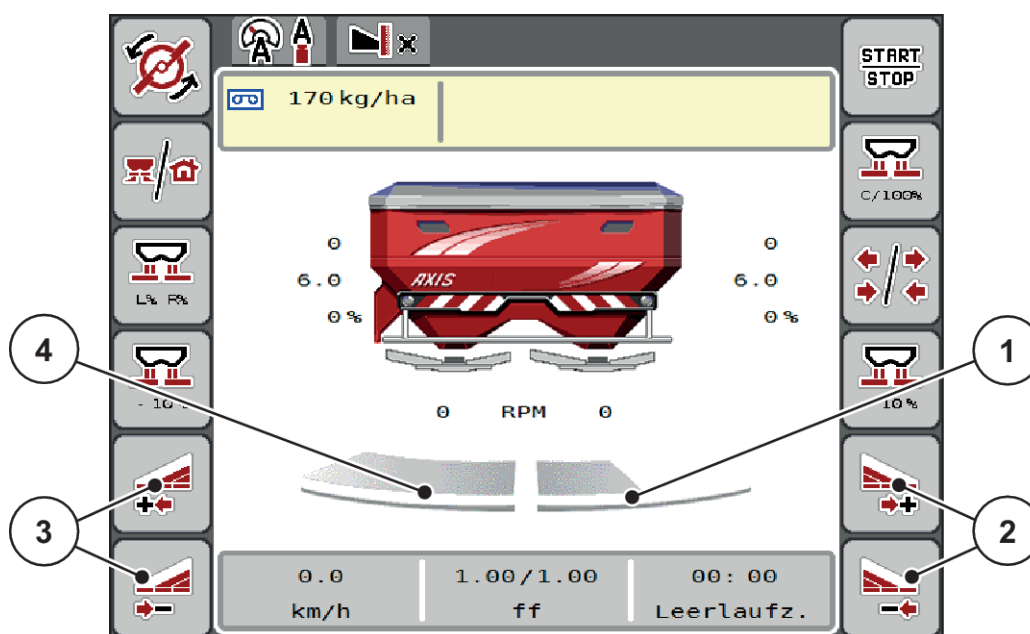 A A
START
STOP
170 kg/ha
C/100%
0 0
AXIS
6.0 6.0
L% R%
0% 0%
4 1
- 10%
10%
0 RPM 0
3 2
0.0 1.00/1.00 00:00
km/h ff Leerlaufz.